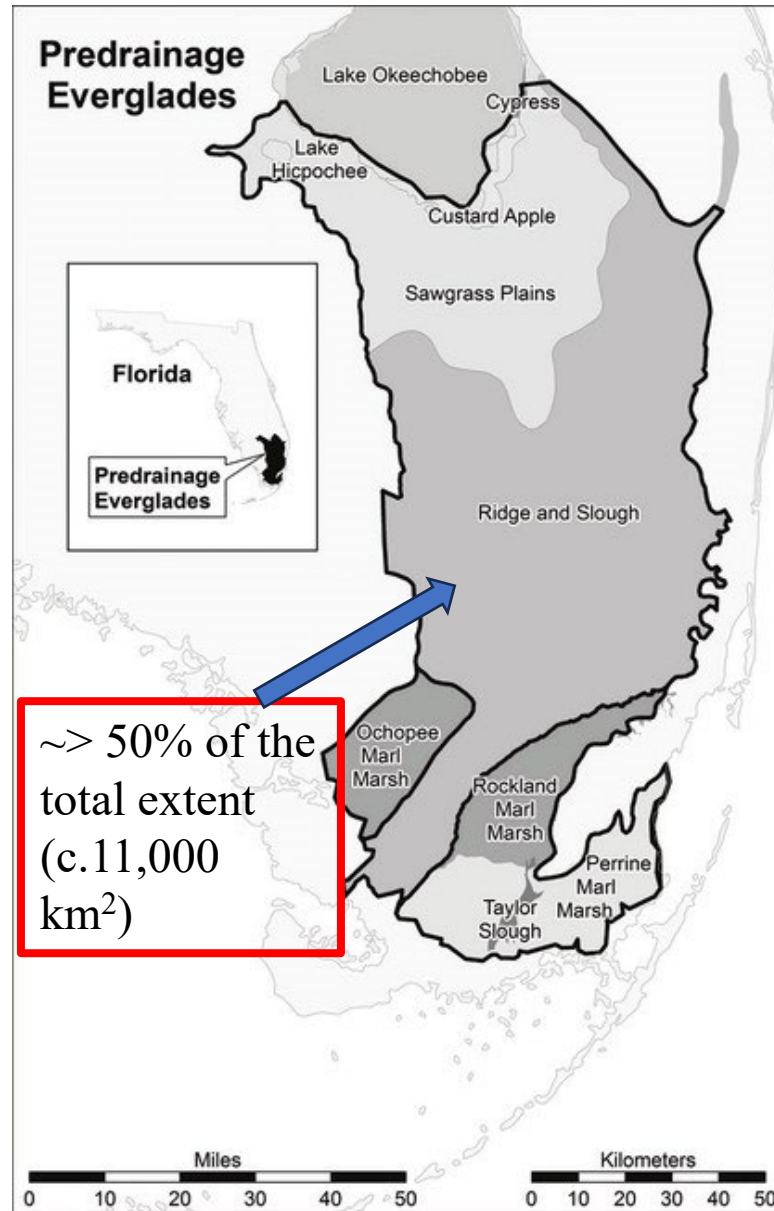 Predrainage
Everglades
Lake Okeechobee
Cypress
Lake
Hicpochee
Custard Apple
Sawgrass Plains
Florida
Predrainage
Everglades
Ridge and Slough
~> 50% of the
total extent
(c.11,000
km²)
Ochopee
Marl
Marsh
Rockland
Marl
Marsh
Perrine
Marl
Marsh
Taylor
Slough
Miles
0 10 20 30 40 50
Kilometers
0 10 20 30 40 50